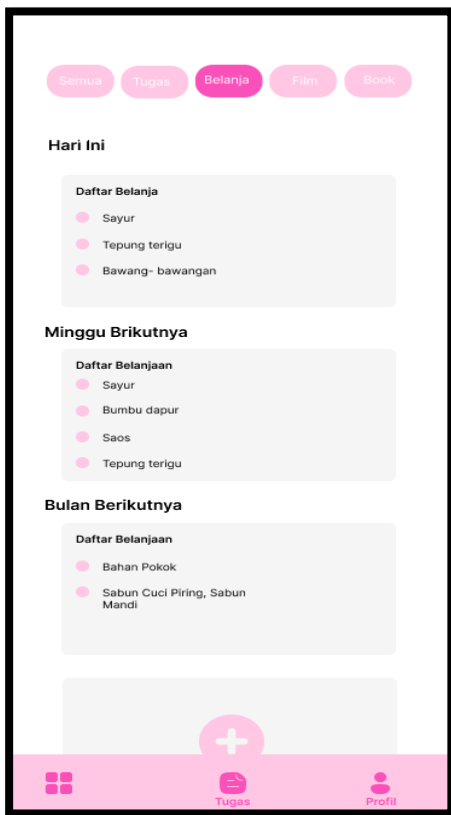 Semua Tugas Belanja Film Book
Hari Ini
Daftar Belanja
Sayur
Tepung terigu
Bawang- bawangan
Minggu Brikutnya
Daftar Belanjaan
Sayur
Bumbu dapur
Saos
Tepung terigu
Bulan Berikutnya
Daftar Belanjaan
Bahan Pokok
Sabun Cuci Piring, Sabun
Mandi
Tugas Profil